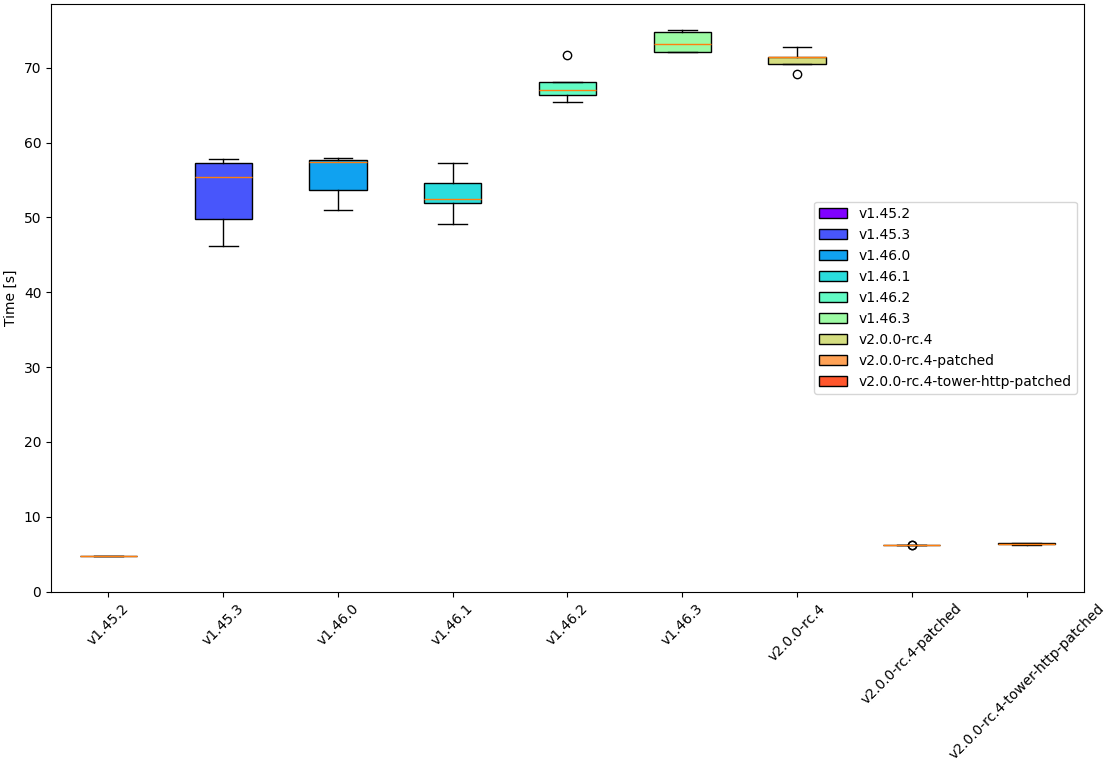 Time [s]
70
60
50
40
30
20
10
0
v1.45.2
v1.45.3
v1.46.0
v1.46.1
v1.46.2
v1.46.3
v2.0.0-rc.4
v2.0.0-rc.4-patched
v2.0.0-rc.4-tower-http-patched
v1.45.2
v1.45.3
v1.46.0
v1.46.1
v1.46.2
v1.46.3
v2.0.0-rc.4
v2.0.0-rc.4-patched
v2.0.0-rc.4-tower-http-patched